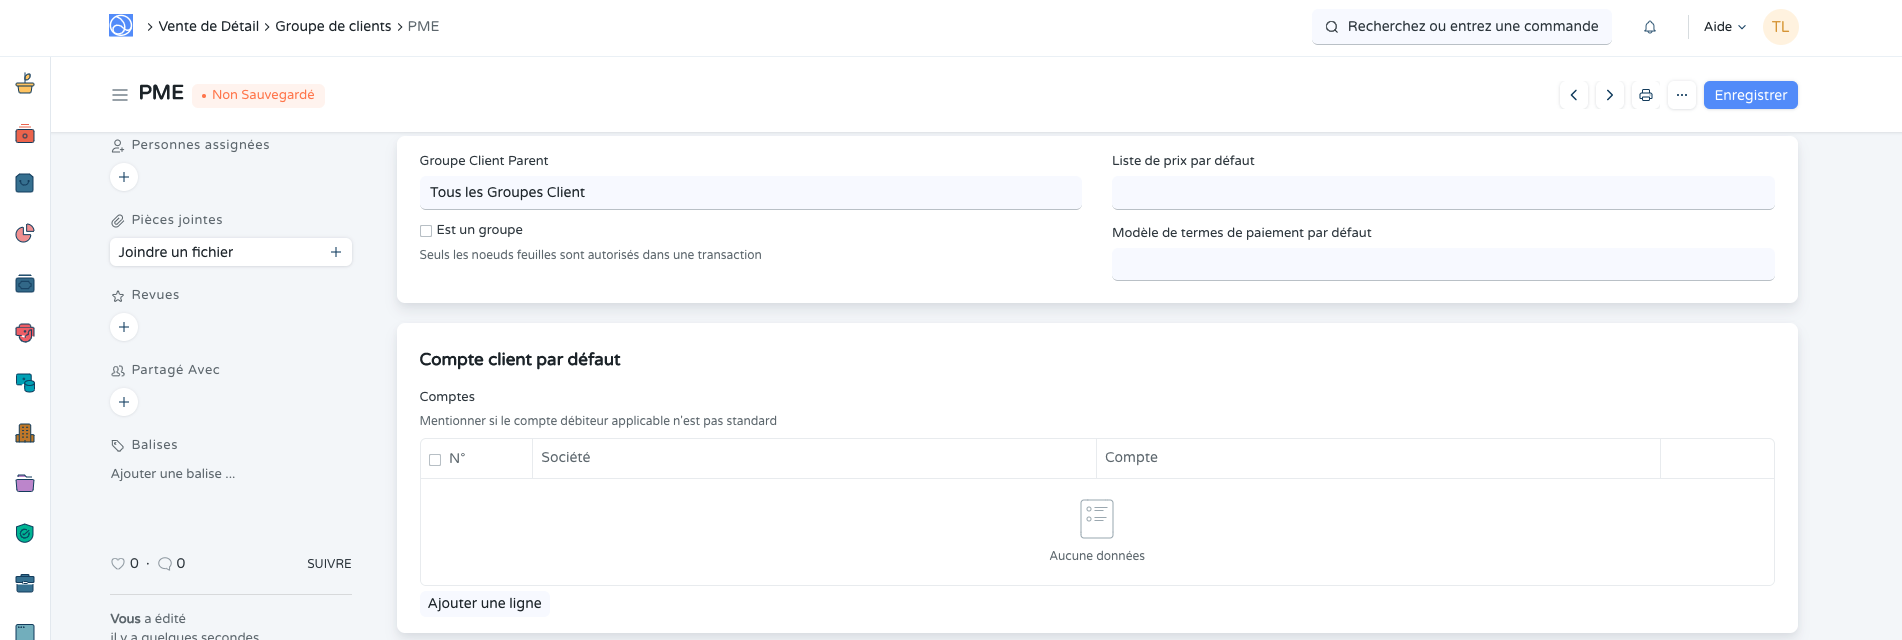 Vente de Détail
Groupe de clients
PME
Recherchez ou entrez une commande
Aide
TL
PME
Non Sauvegardé
Enregistrer
Personnes assignées
Pièces jointes
Joindre un fichier
Revues
Partagé Avec
Balises
Ajouter une balise ...
0 · 0
SUIVRE
Vous a édité
il y a quelques secondes
Groupe Client Parent
Tous les Groupes Client
Est un groupe
Seuls les noeuds feuilles sont autorisés dans une transaction
Liste de prix par défaut
Modèle de termes de paiement par défaut
Compte client par défaut
Comptes
Mentionner si le compte débiteur applicable n'est pas standard
N° Société Compte
Aucune données
Ajouter une ligne